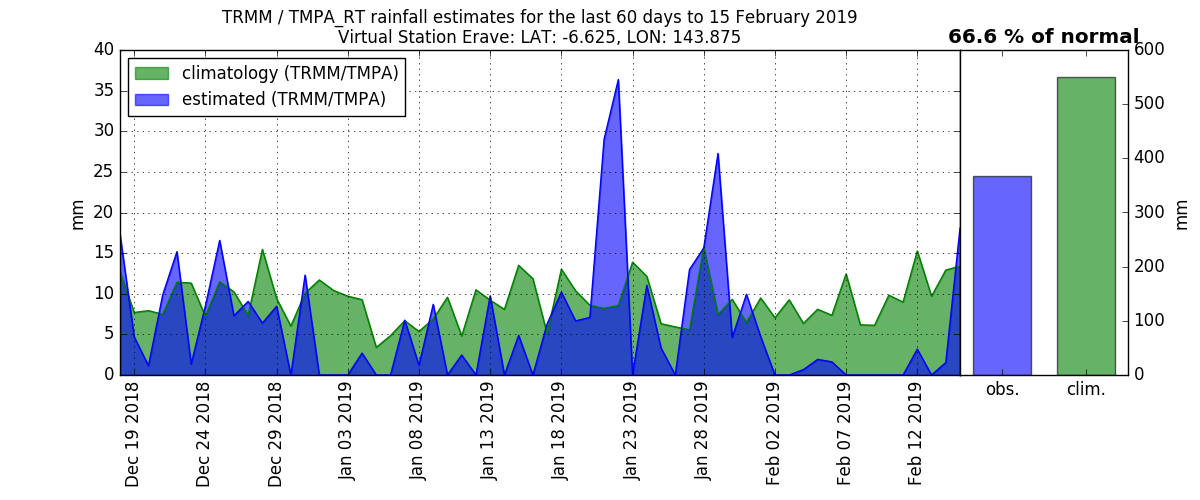 TRMM / TMPA_RT rainfall estimates for the last 60 days to 15 February 2019
Virtual Station Erave: LAT: -6.625, LON: 143.875
66.6 % of normal
climatology (TRMM/TMPA)
estimated (TRMM/TMPA)
mm
40
35
30
25
20
15
10
5
0
Dec 19 2018
Dec 24 2018
Dec 29 2018
Jan 03 2019
Jan 08 2019
Jan 13 2019
Jan 18 2019
Jan 23 2019
Jan 28 2019
Feb 02 2019
Feb 07 2019
Feb 12 2019
obs.
clim.
600
500
400
300
200
100
0
mm